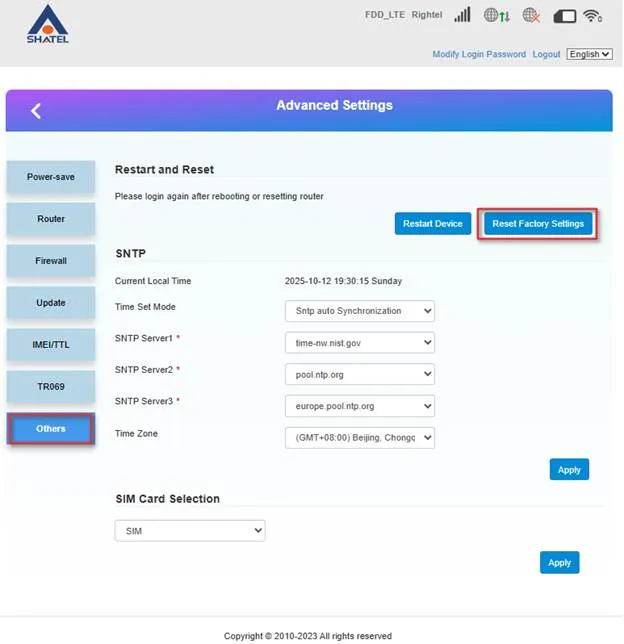 SHATEL
FDD_LTE Rightel
Modify Login Password Logout English
Advanced Settings
Power-save
Router
Firewall
Update
IMEI/TTL
TR069
Others
Restart and Reset
Please login again after rebooting or resetting router
Restart Device Reset Factory Settings
SNTP
Current Local Time 2025-10-12 19:30:15 Sunday
Time Set Mode Sntp auto Synchronization
SNTP Server1 * time-nw.nist.gov
SNTP Server2 * pool.ntp.org
SNTP Server3 * europe.pool.ntp.org
Time Zone (GMT+08:00) Beijing, Chongq
Apply
SIM Card Selection
SIM
Apply
Copyright © 2010-2023 All rights reserved